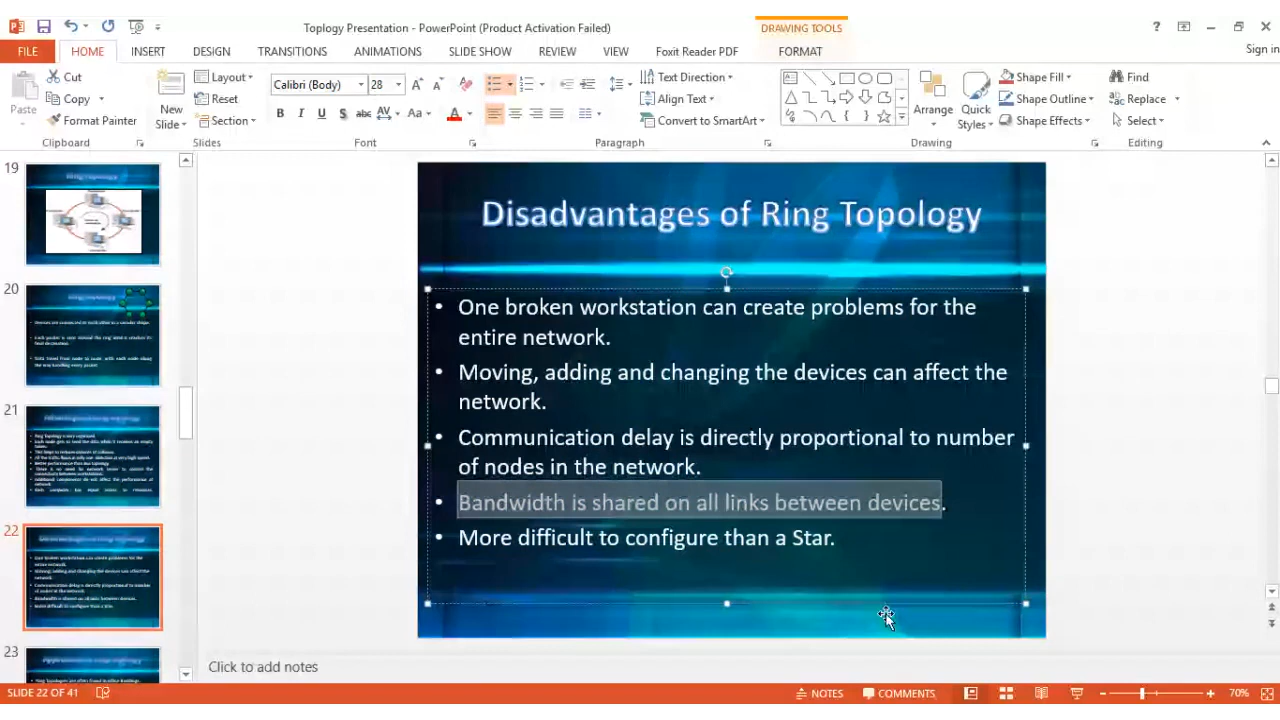 Toplogy Presentation - PowerPoint (Product Activation Failed)
DRAWING TOOLS
?
FILE HOME INSERT DESIGN TRANSITIONS ANIMATIONS SLIDE SHOW REVIEW VIEW Foxit Reader PDF FORMAT
Sign in
Paste
Cut
Copy
Format Painter
Clipboard
New
Slide
Layout
Reset
Section
Slides
Calibri (Body) 28
B I U S abc AV Aa A
Font
Text Direction
Align Text
Convert to SmartArt
Paragraph
Arrange
Quick
Styles
Shape Fill
Shape Outline
Shape Effects
Drawing
Find
Replace
Select
Editing
19
Ring Topology
20
21
22
23
Disadvantages of Ring Topology
• One broken workstation can create problems for the
entire network.
• Moving, adding and changing the devices can affect the
network.
• Communication delay is directly proportional to number
of nodes in the network.
• Bandwidth is shared on all links between devices.
• More difficult to configure than a Star.
Click to add notes
SLIDE 22 OF 41
NOTES
COMMENTS
70%